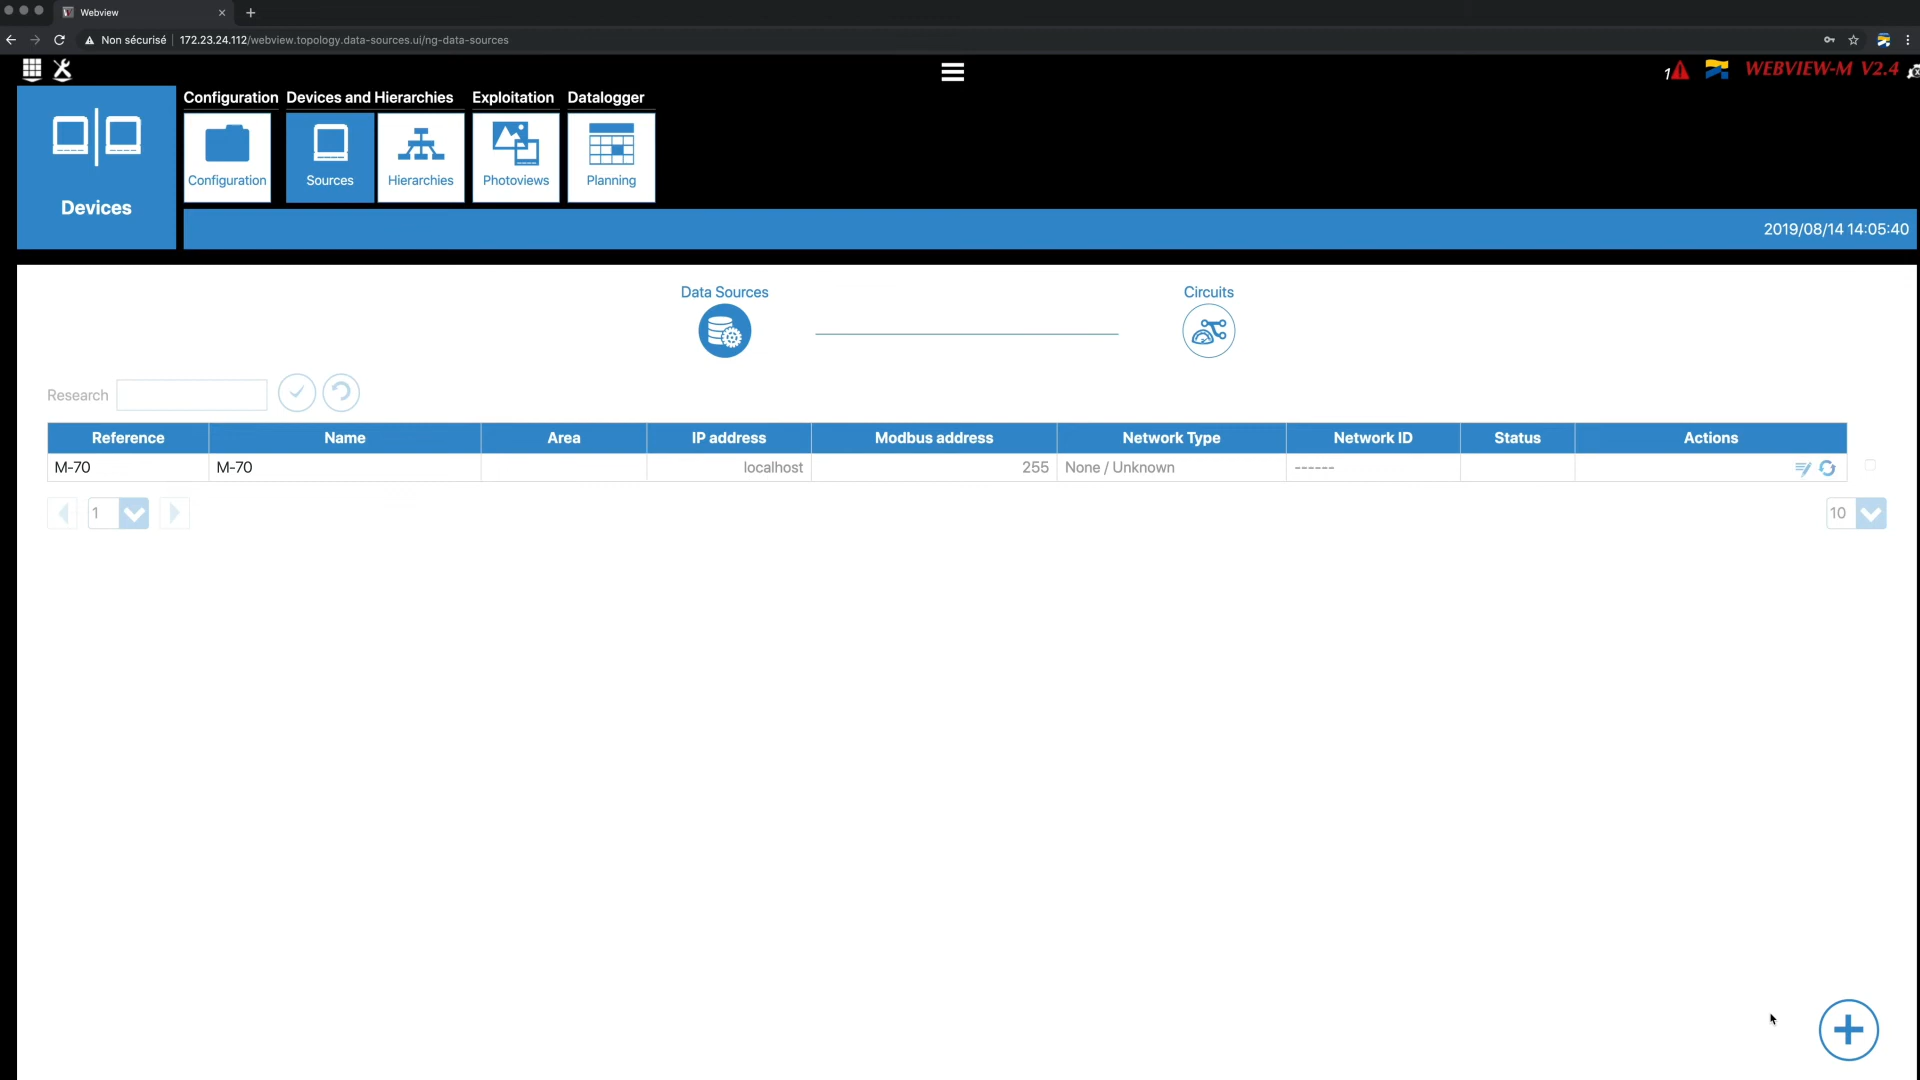 Webview
Non sécurisé
172.23.24.112/webview.topology.data-sources.ui/ng-data-sources
1
WEBVIEW-M V2.4
Configuration
Devices and Hierarchies
Exploitation
Datalogger
Devices
Configuration
Sources
Hierarchies
Photoviews
Planning
2019/08/14 14:05:40
Data Sources
Circuits
Research
Reference Name Area IP address Modbus address Network Type Network ID Status Actions
M-70 M-70 localhost 255 None / Unknown ------
1
10